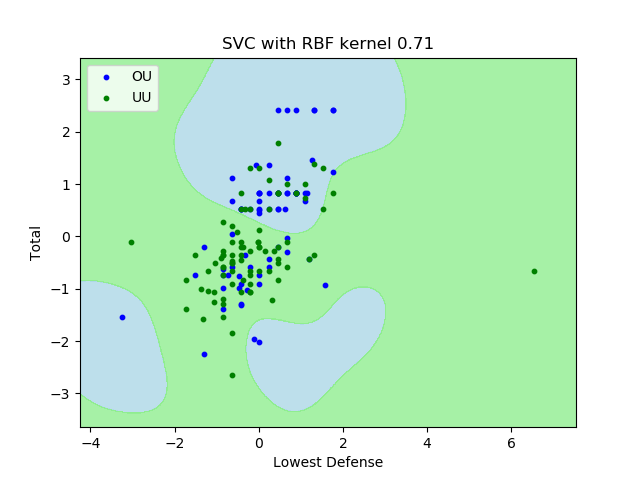 SVC with RBF kernel 0.71
OU
UU
3
2
1
0
−1
−2
−3
Total
−4
−2
0
2
4
6
Lowest Defense